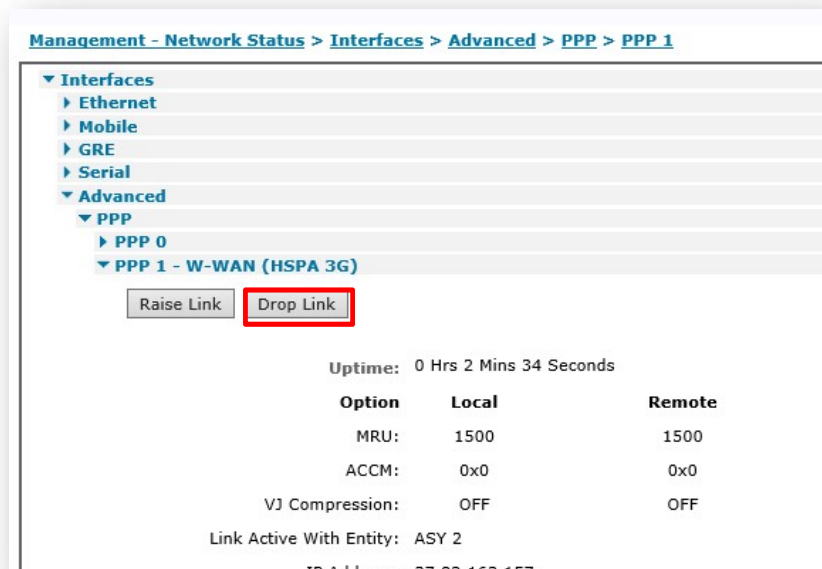 Management - Network Status > Interfaces > Advanced > PPP > PPP 1
Interfaces
Ethernet
Mobile
GRE
Serial
Advanced
PPP
PPP 0
PPP 1 - W-WAN (HSPA 3G)
Raise Link Drop Link
Uptime: 0 Hrs 2 Mins 34 Seconds
Option Local Remote
MRU: 1500 1500
ACCM: 0x0 0x0
VJ Compression: OFF OFF
Link Active With Entity: ASY 2